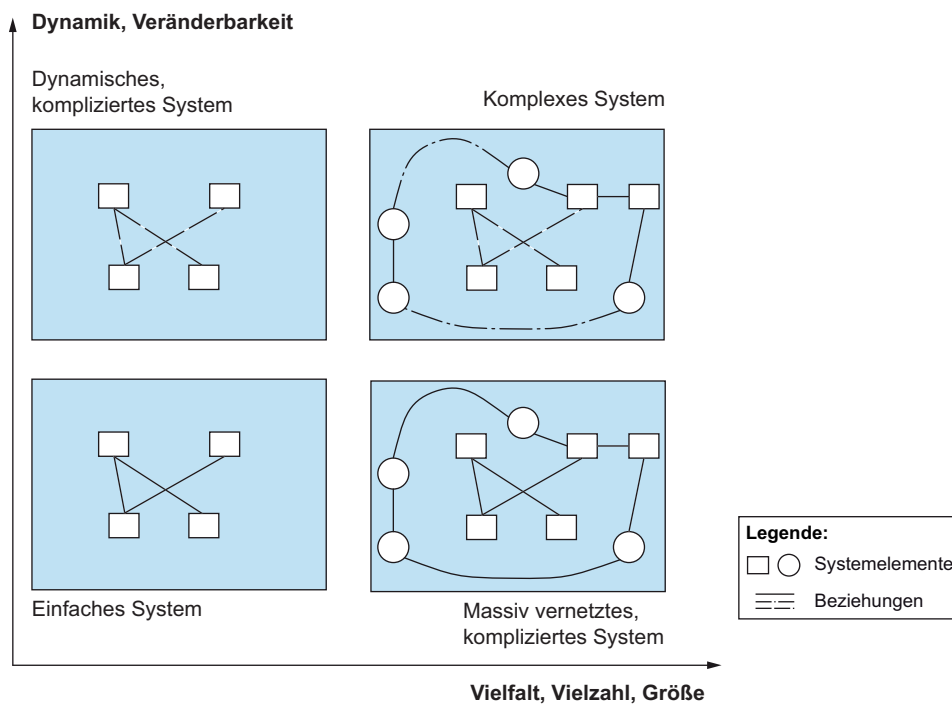 Dynamik, Veränderbarkeit
Dynamisches,
kompliziertes System
Komplexes System
Einfaches System
Massiv vernetztes,
kompliziertes System
Legende:
Systemelemente
Beziehungen
Vielfalt, Vielzahl, Größe